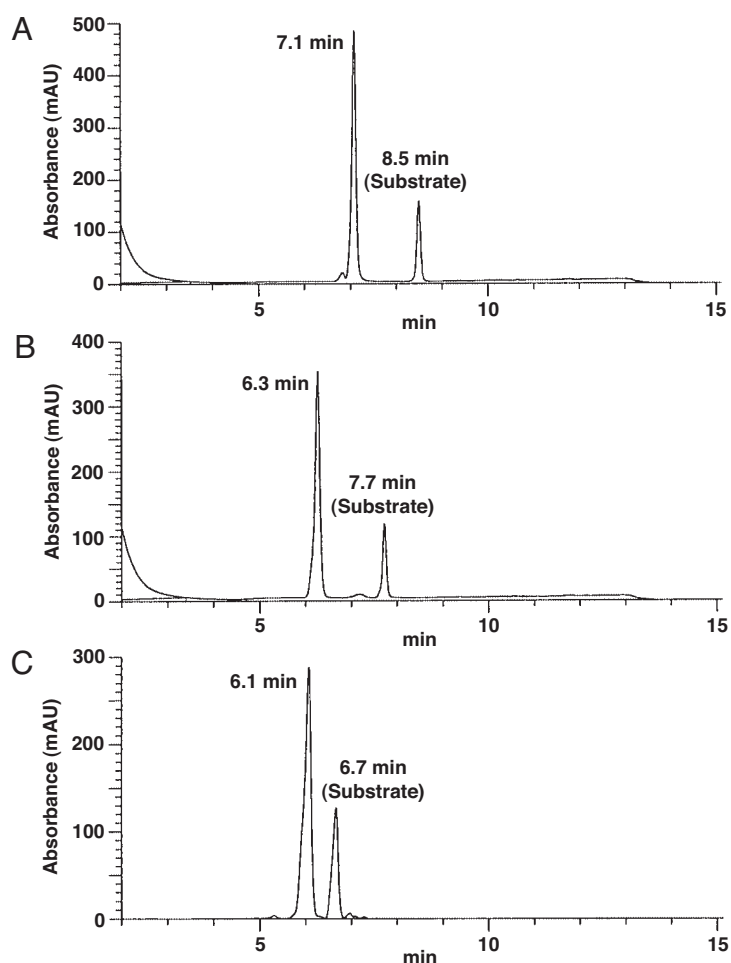 A
Absorbance (mAU)
500
400
300
200
100
0
7.1 min
8.5 min
(Substrate)
5
10
15
min
B
Absorbance (mAU)
400
300
200
100
0
6.3 min
7.7 min
(Substrate)
5
10
15
min
C
Absorbance (mAU)
300
200
100
0
6.1 min
6.7 min
(Substrate)
5
10
15
min